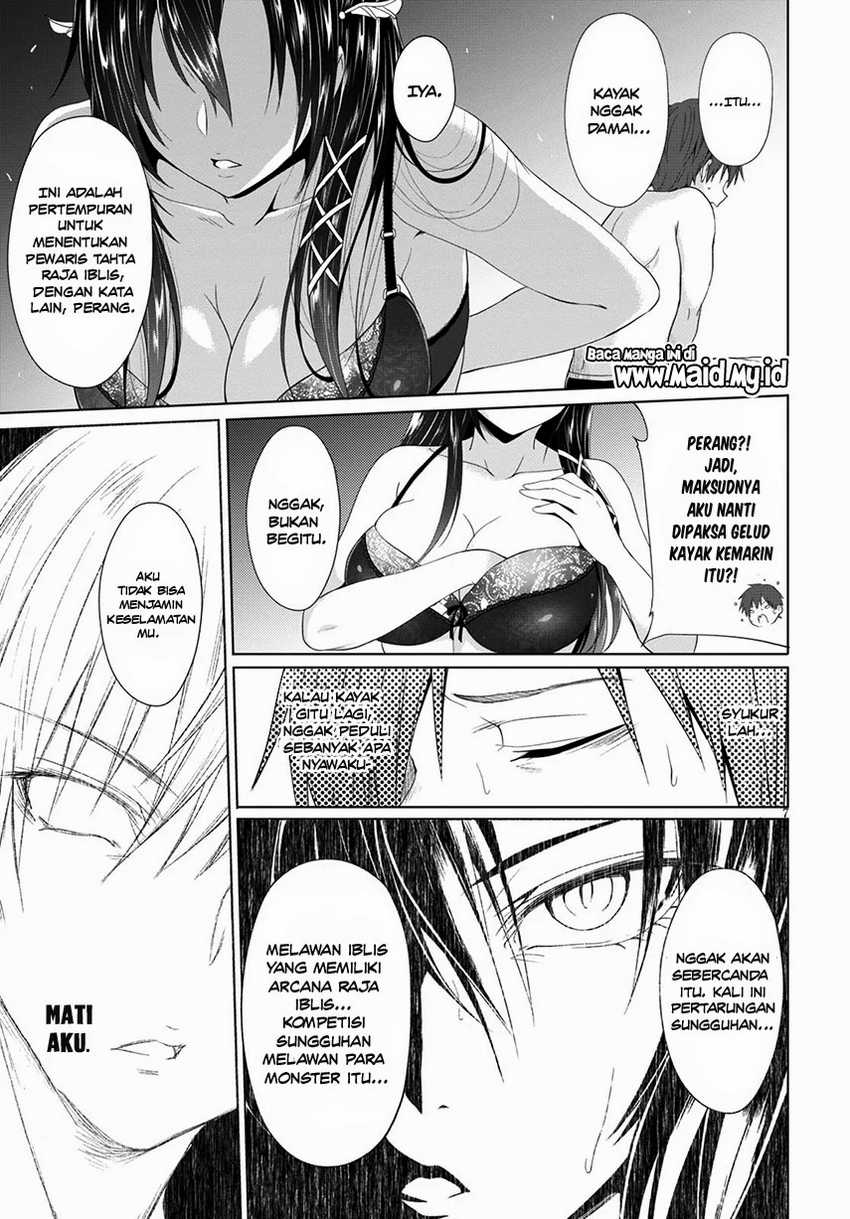 ...ITU...
KAYAK
NGGAK
DAMAI...
IYA.
INI ADALAH
PERTEMPURAN
UNTUK
MENENTUKAN
PEWARIS TAHTA
RAJA IBLIS,
DENGAN KATA
LAIN, PERANG.
Baca Manga ini di
www.Maid.My.id
PERANG?!
JADI,
MAKSUDNYA
AKU NANTI
DIPAKSA GELUD
KAYAK KEMARIN
ITU?!
NGGAK,
BUKAN
BEGITU.
SYUKUR
LAH...
KALAU KAYAK
GITU LAGI,
NGGAK PEDULI
SEBANYAK APA
NYAWAKU-
7
NGGAK AKAN
SEBERCANDA
ITU. KALI INI
PERTARUNGAN
SUNGGUHAN...
MELAWAN IBLIS
YANG MEMILIKI
ARCANA RAJA
IBLIS...
KOMPETISI
SUNGGUHAN
MELAWAN PARA
MONSTER ITU...
AKU
TIDAK BISA
MENJAMIN
KESELAMATAN
MU.
MATI
AKU.